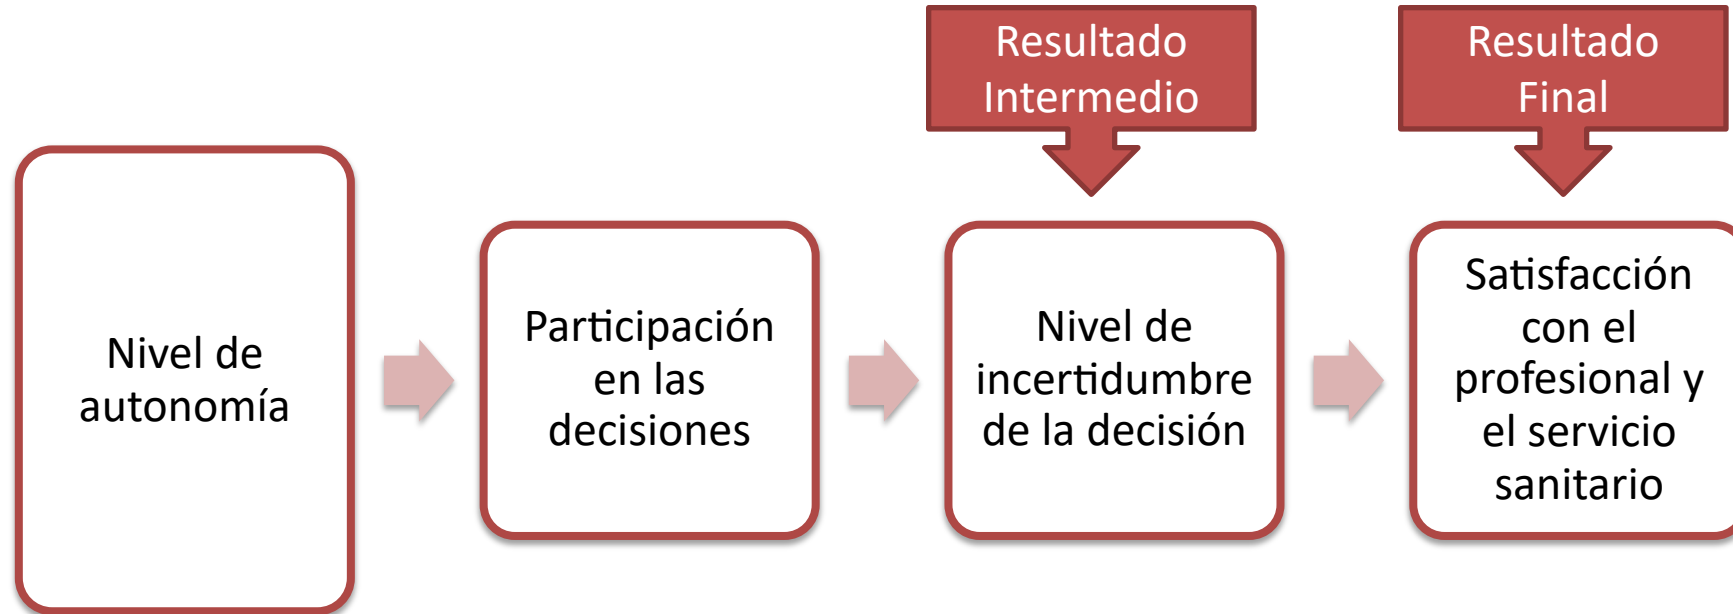 Resultado
Intermedio
Resultado
Final
Nivel de
autonomía
Participación
en las
decisiones
Nivel de
incertidumbre
de la decisión
Satisfacción
con el
profesional y
el servicio
sanitario